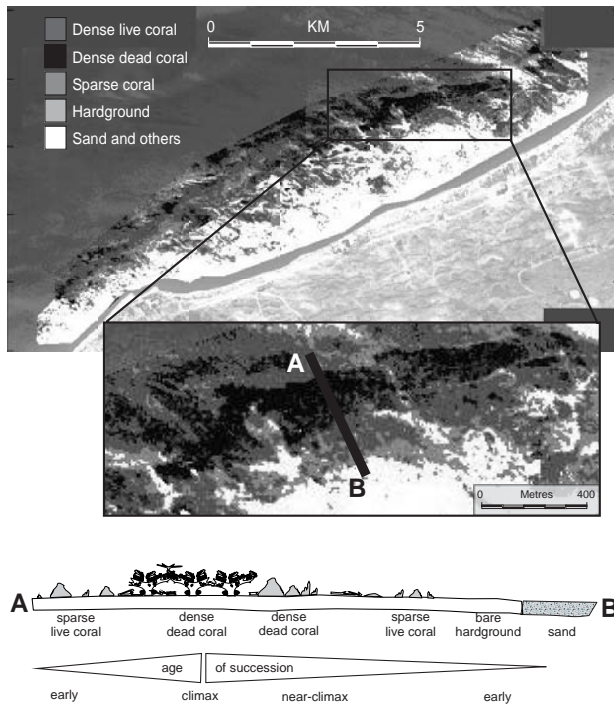 Dense live coral
Dense dead coral
Sparse coral
Hardground
Sand and others
0 KM 5
A
B
0 Metres 400
A B
sparse live coral
dense dead coral
dense dead coral
sparse live coral
bare hardground
sand
age of succession
early climax near-climax early